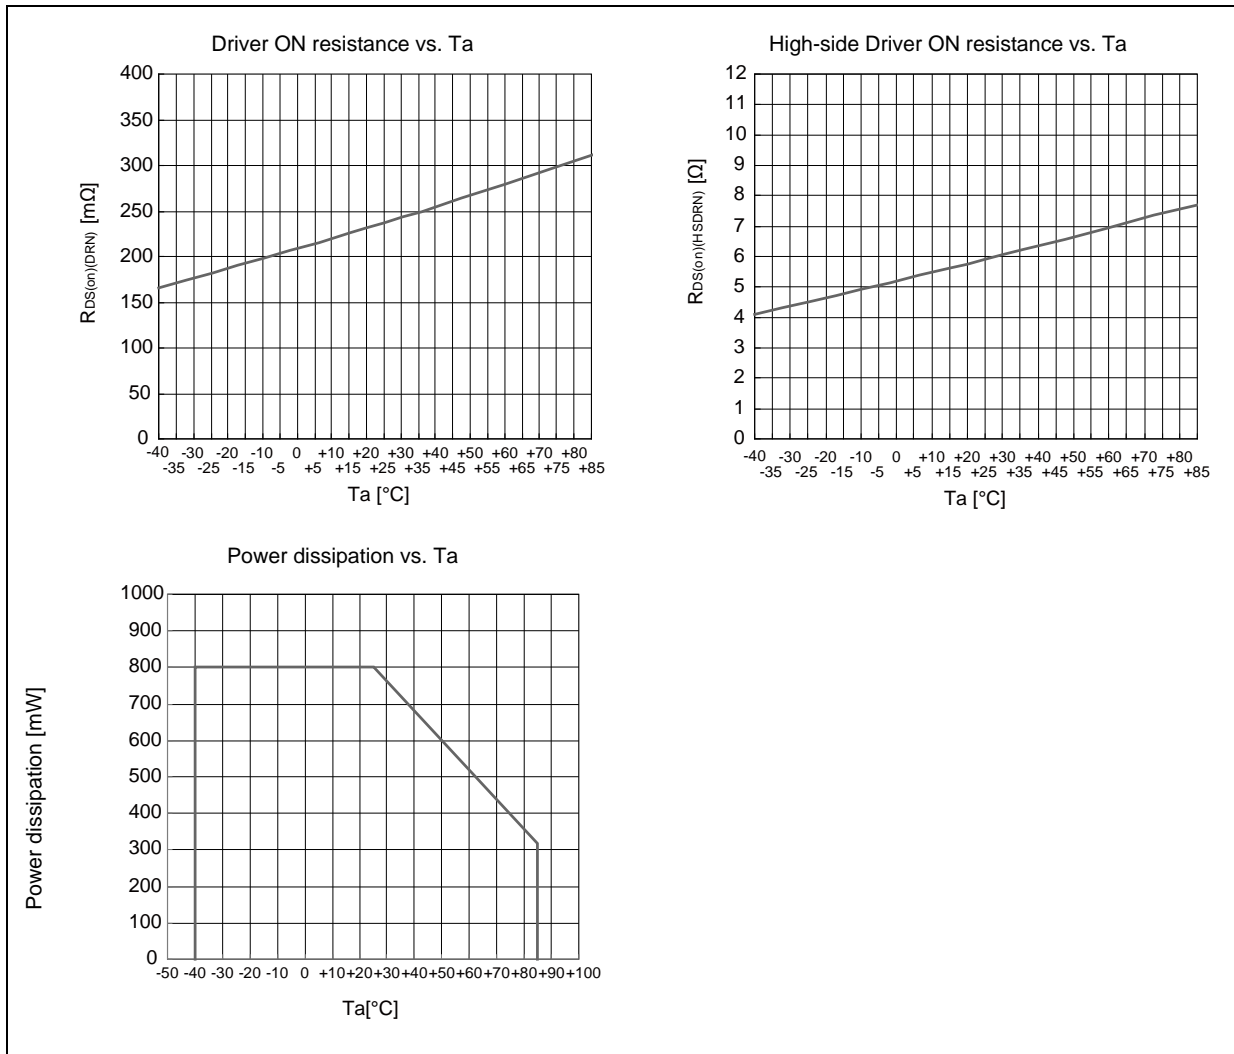 Driver ON resistance vs. Ta
400
350
300
250
200
150
100
50
0
RDS(on)(DRN) [mΩ]
-40 -30 -20 -10 0 +10 +20 +30 +40 +50 +60 +70 +80
-35 -25 -15 -5 +5 +15 +25 +35 +45 +55 +65 +75 +85
Ta [°C]
High-side Driver ON resistance vs. Ta
12
11
10
9
8
7
6
5
4
3
2
1
0
RDS(on)(HSDRN) [Ω]
-40 -30 -20 -10 0 +10 +20 +30 +40 +50 +60 +70 +80
-35 -25 -15 -5 +5 +15 +25 +35 +45 +55 +65 +75 +85
Ta [°C]
Power dissipation vs. Ta
1000
900
800
700
600
500
400
300
200
100
0
Power dissipation [mW]
-50 -40 -30 -20 -10 0 +10 +20 +30 +40 +50 +60 +70 +80 +90 +100
Ta[°C]